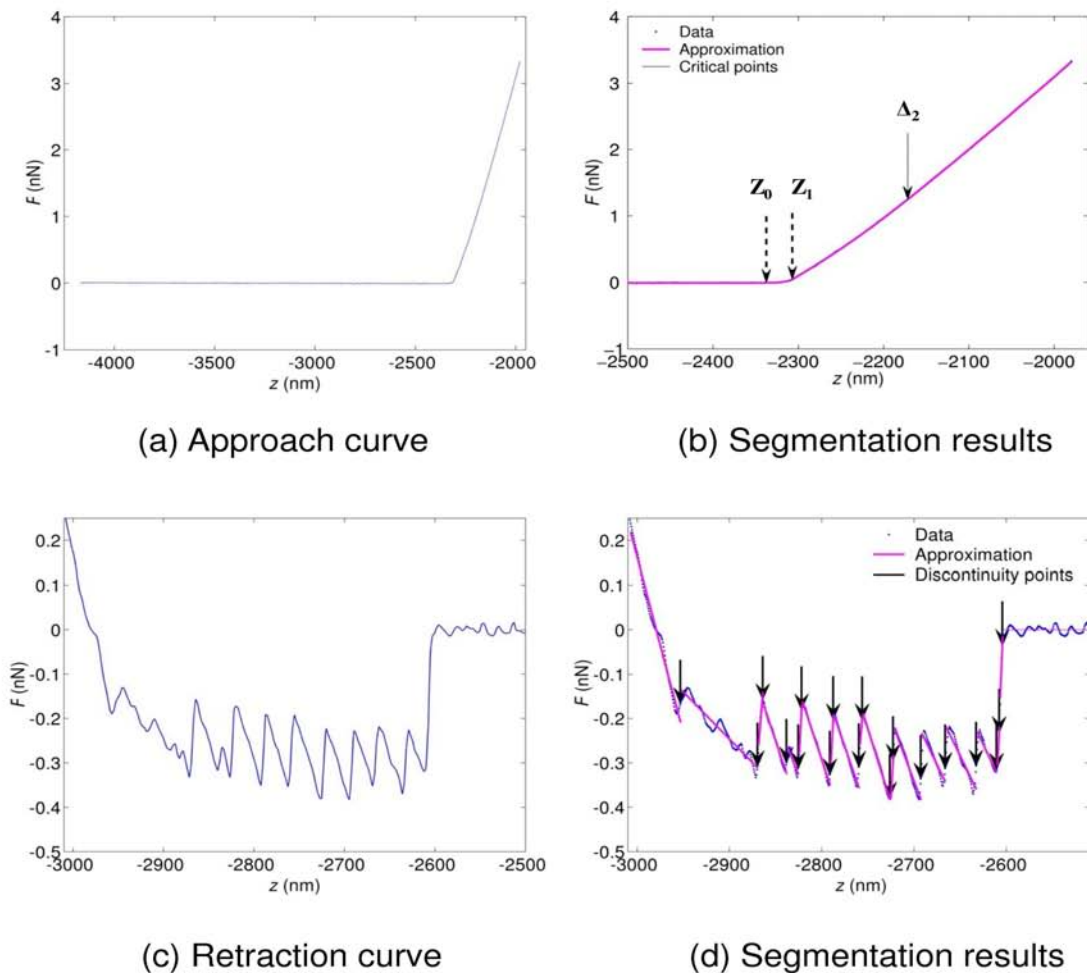 4
3
2
1
0
-1
F (nN)
-4000
-3500
-3000
-2500
-2000
z (nm)
(a) Approach curve
4
3
2
1
0
−1
F (nN)
Data
Approximation
Critical points
Δ2
Z0
Z1
−2500
−2400
−2300
−2200
−2100
−2000
z (nm)
(b) Segmentation results
0.2
0.1
0
-0.1
-0.2
-0.3
-0.4
-0.5
F (nN)
-3000
-2900
-2800
-2700
-2600
-2500
z (nm)
(c) Retraction curve
0.2
0.1
0
-0.1
-0.2
-0.3
-0.4
-0.5
F (nN)
Data
Approximation
Discontinuity points
-3000
-2900
-2800
-2700
-2600
z (nm)
(d) Segmentation results